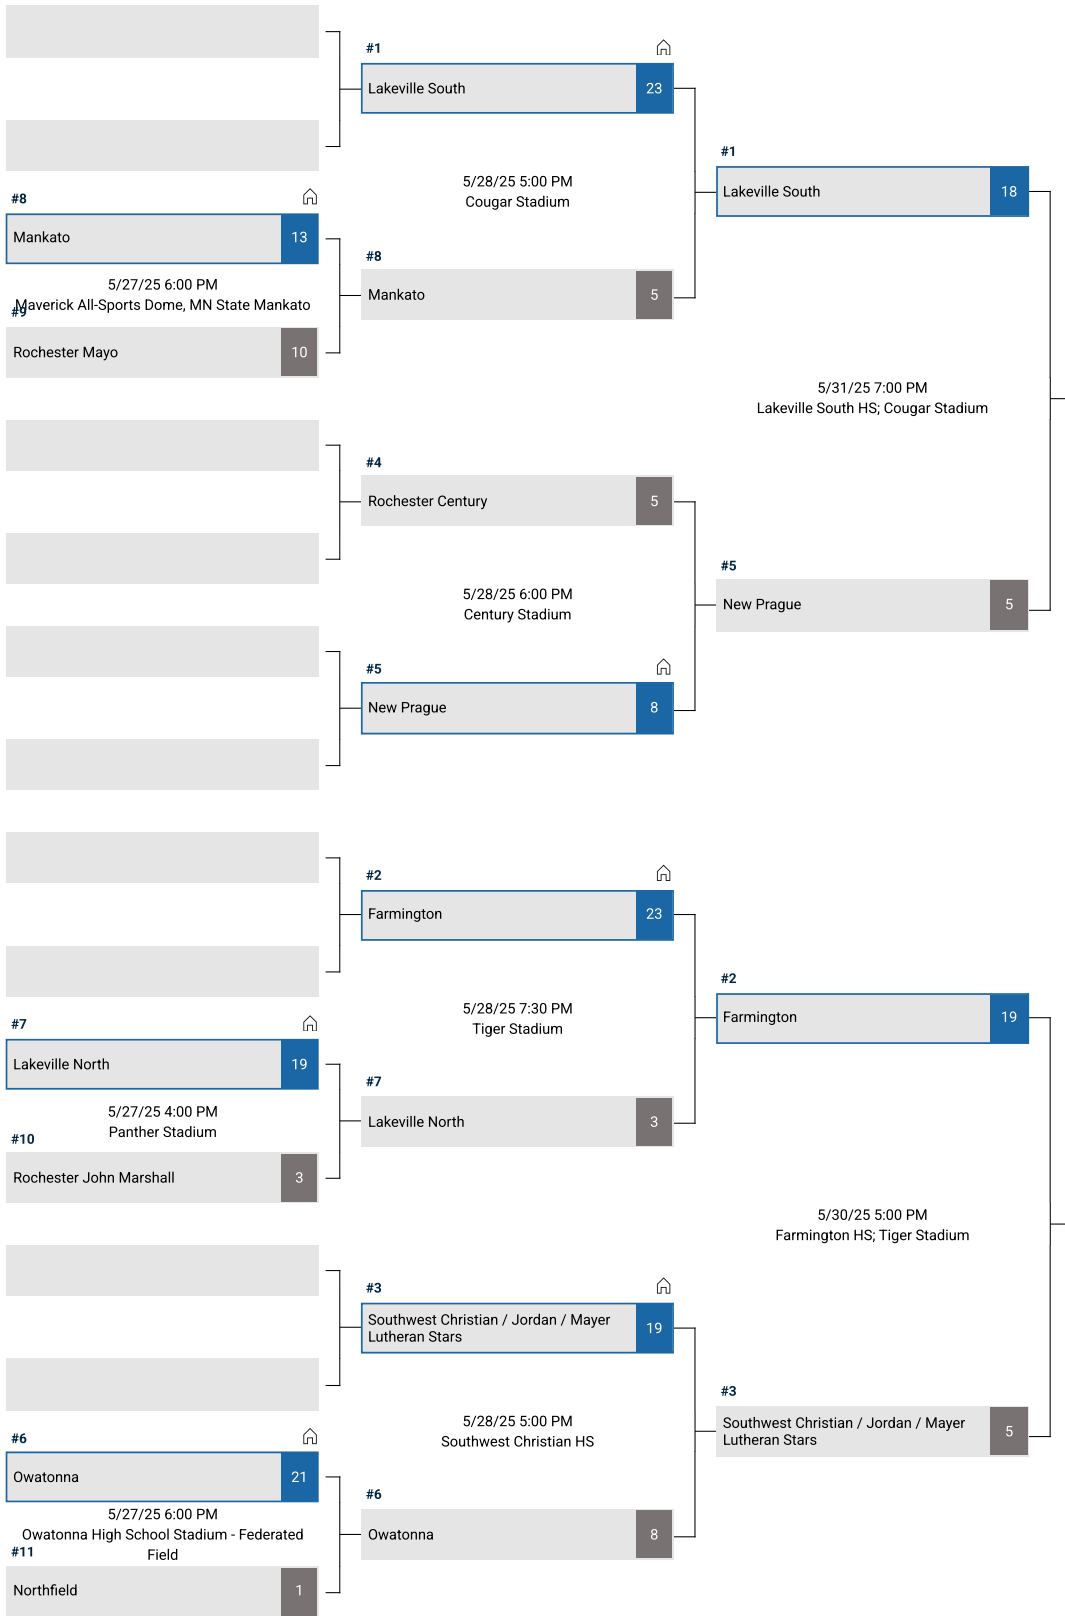 #1
Lakeville South
23
5/28/25 5:00 PM
Cougar Stadium
#1
Lakeville South
18
#8
Mankato
13
5/27/25 6:00 PM
Maverick All-Sports Dome, MN State Mankato
#9
Rochester Mayo
10
#8
Mankato
5
5/31/25 7:00 PM
Lakeville South HS; Cougar Stadium
#4
Rochester Century
5
5/28/25 6:00 PM
Century Stadium
#5
New Prague
5
#5
New Prague
8
#2
Farmington
23
5/28/25 7:30 PM
Tiger Stadium
#2
Farmington
19
#7
Lakeville North
19
5/27/25 4:00 PM
Panther Stadium
#10
Rochester John Marshall
3
#7
Lakeville North
3
5/30/25 5:00 PM
Farmington HS; Tiger Stadium
#3
Southwest Christian / Jordan / Mayer
Lutheran Stars
19
5/28/25 5:00 PM
Southwest Christian HS
#3
Southwest Christian / Jordan / Mayer
Lutheran Stars
5
#6
Owatonna
21
5/27/25 6:00 PM
Owatonna High School Stadium - Federated
Field
#11
Northfield
1
#6
Owatonna
8